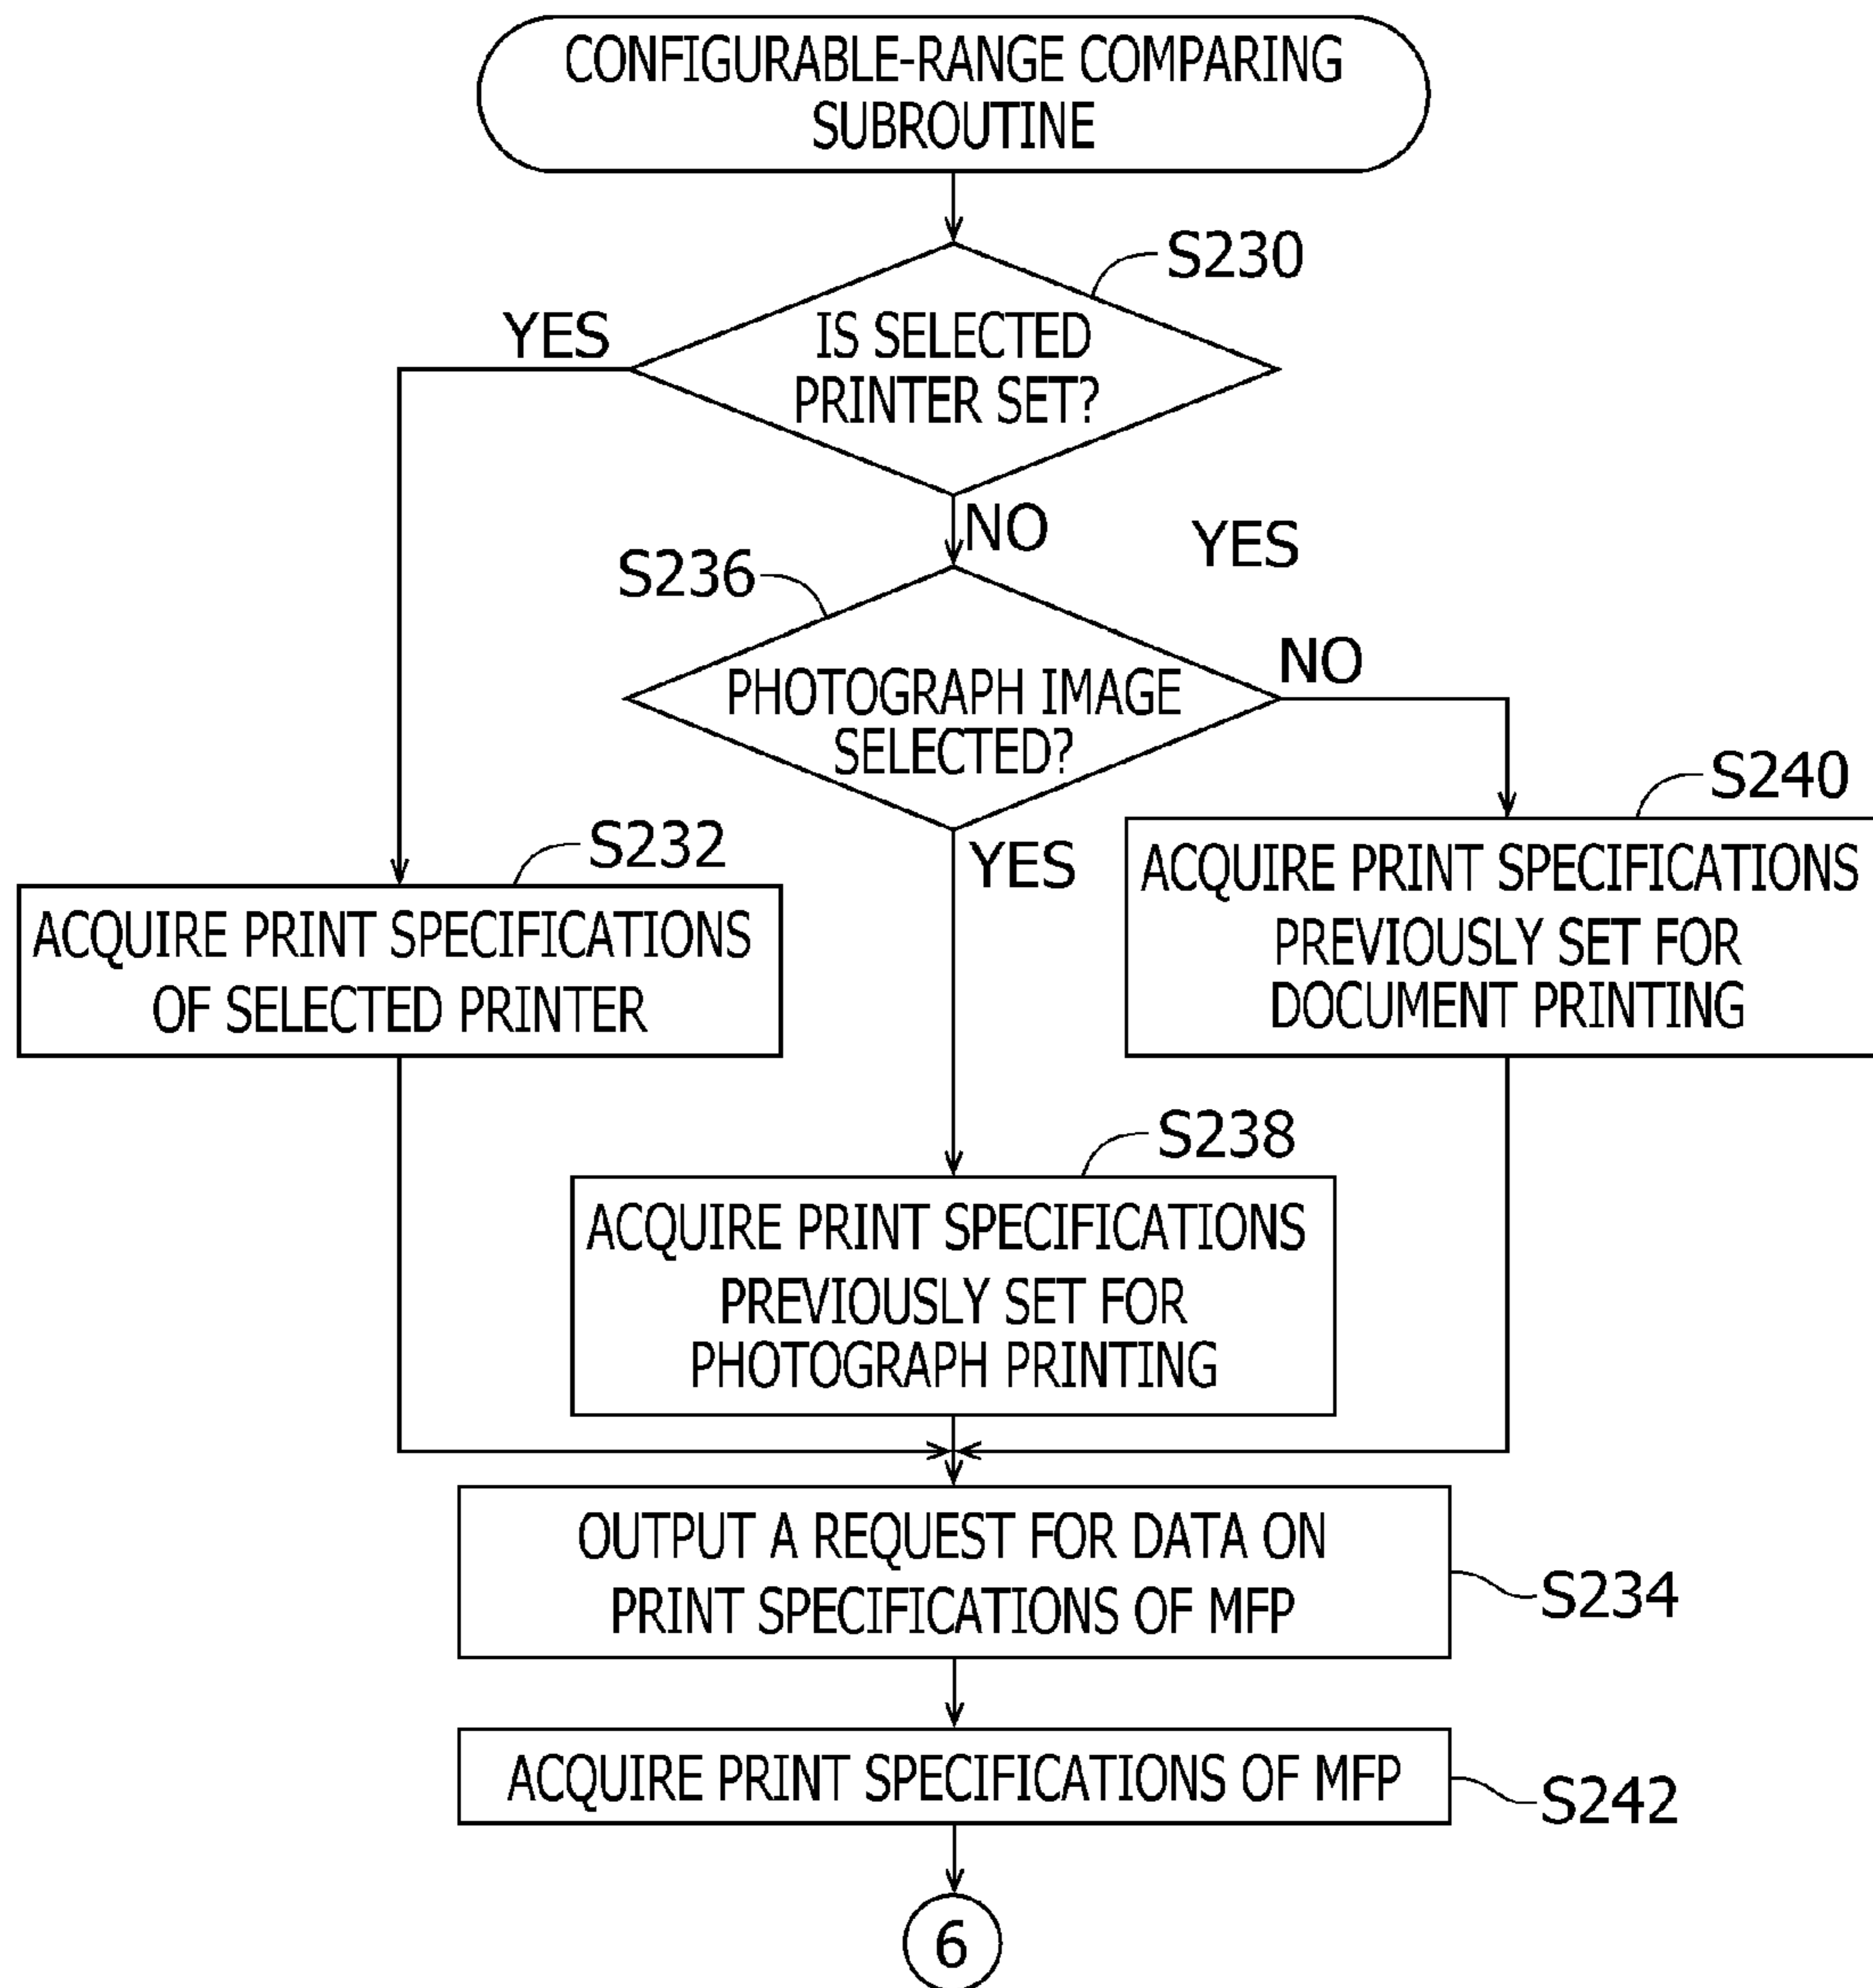 CONFIGURABLE-RANGE COMPARING
SUBROUTINE
S230
YES
IS SELECTED
PRINTER SET?
NO
YES
S236
NO
PHOTOGRAPH IMAGE
SELECTED?
S240
S232
YES
ACQUIRE PRINT SPECIFICATIONS
PREVIOUSLY SET FOR
DOCUMENT PRINTING
ACQUIRE PRINT SPECIFICATIONS
OF SELECTED PRINTER
S238
ACQUIRE PRINT SPECIFICATIONS
PREVIOUSLY SET FOR
PHOTOGRAPH PRINTING
OUTPUT A REQUEST FOR DATA ON
PRINT SPECIFICATIONS OF MFP
S234
ACQUIRE PRINT SPECIFICATIONS OF MFP
S242
6